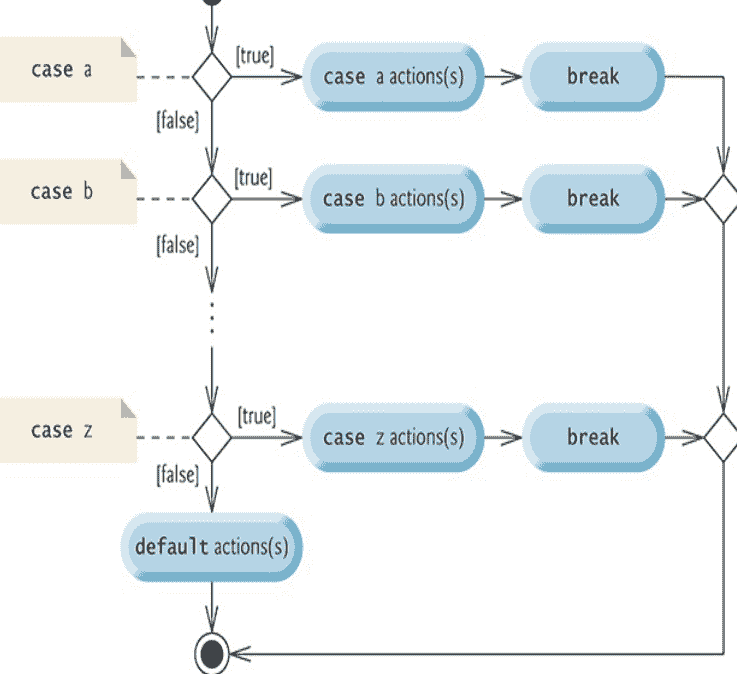 [true]
case a
case a actions(s)
break
[false]
[true]
case b
case b actions(s)
break
[false]
[true]
case z
case z actions(s)
break
[false]
default actions(s)